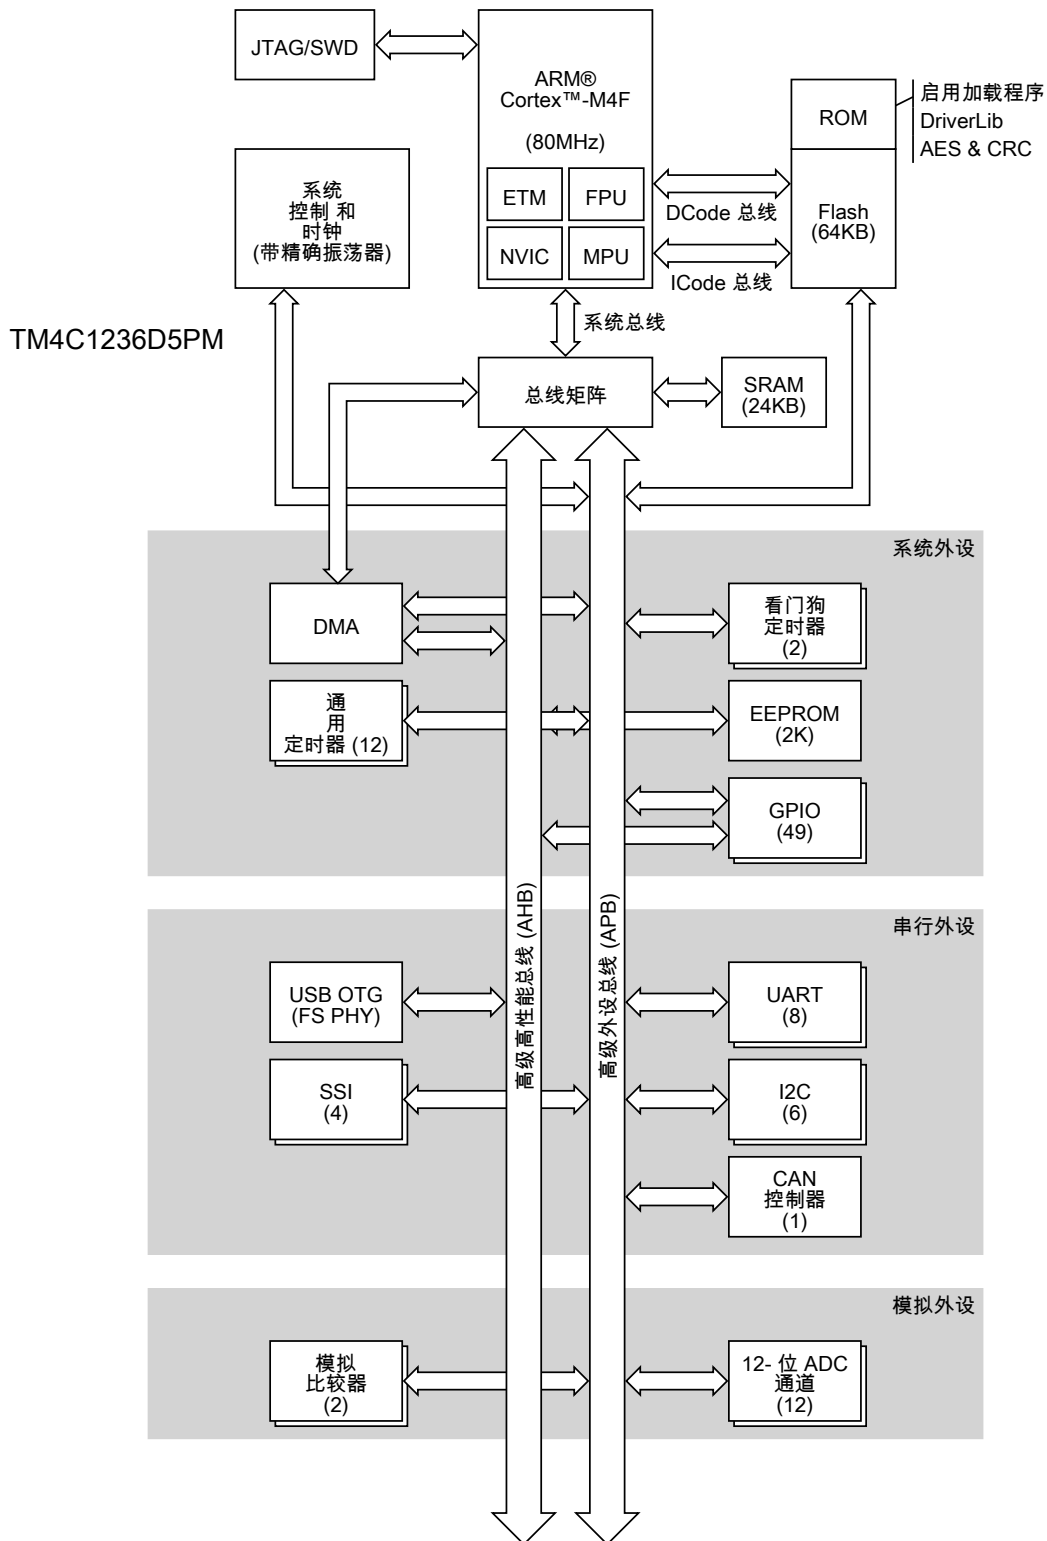 JTAG/SWD
ARM®
Cortex™-M4F
(80MHz)
ETM
FPU
NVIC
MPU
ROM
启用加载程序
DriverLib
AES & CRC
Flash
(64KB)
DCode 总线
ICode 总线
系统
控制 和
时钟
(带精确振荡器)
TM4C1236D5PM
系统总线
总线矩阵
SRAM
(24KB)
系统外设
DMA
看门狗
定时器
(2)
通
用
定时器 (12)
EEPROM
(2K)
GPIO
(49)
高级高性能总线 (AHB)
高级外设总线 (APB)
串行外设
USB OTG
(FS PHY)
UART
(8)
SSI
(4)
I2C
(6)
CAN
控制器
(1)
模拟外设
模拟
比较器
(2)
12- 位 ADC
通道
(12)